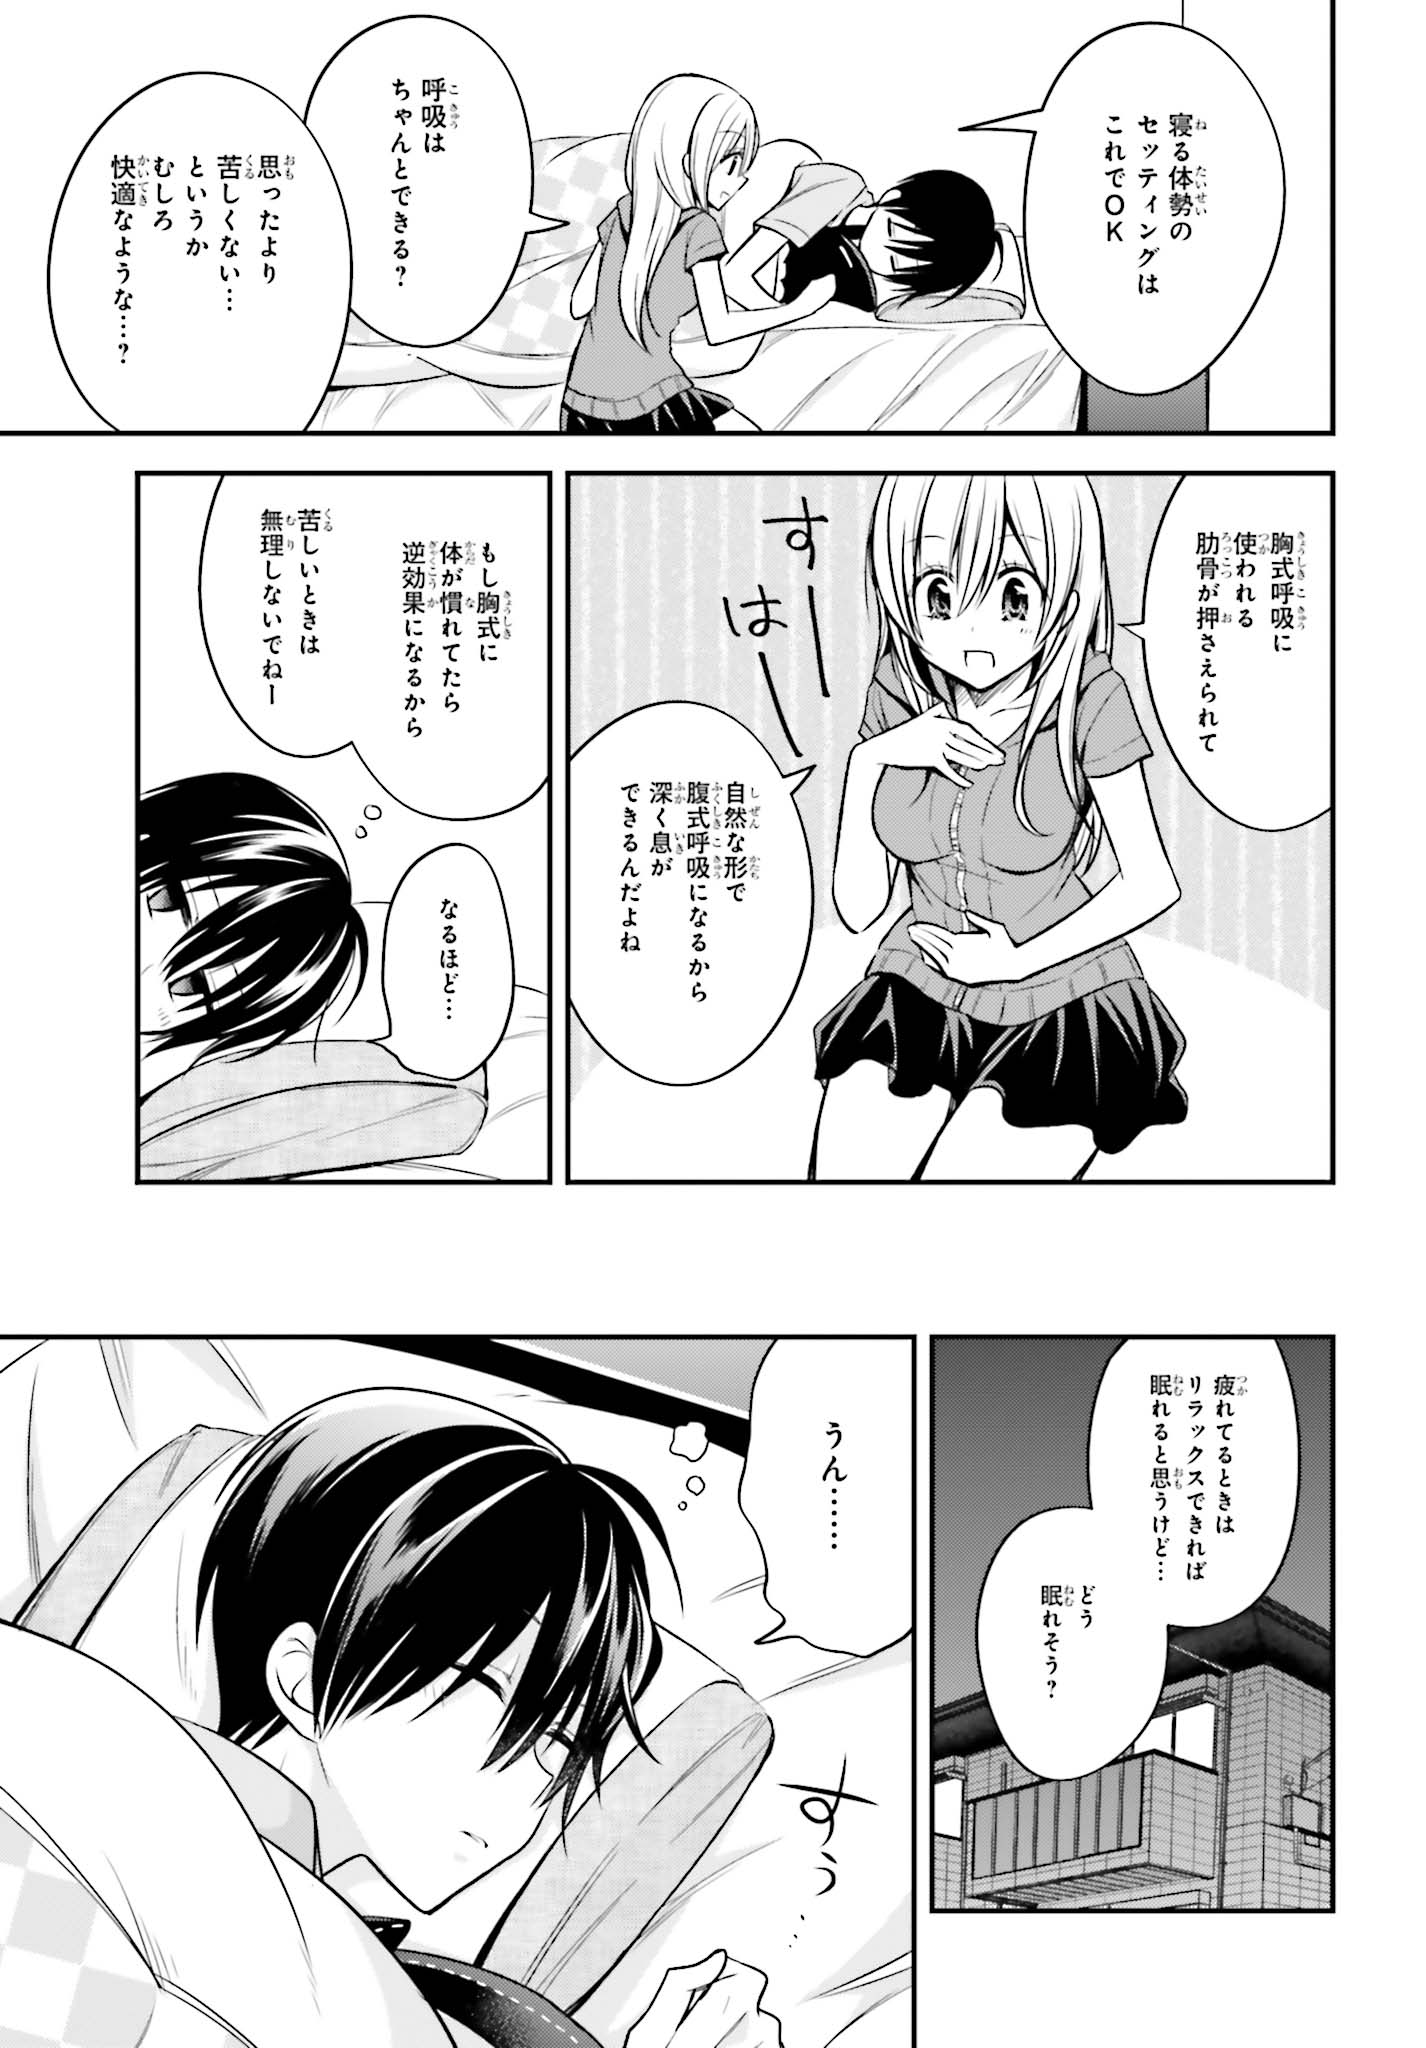 寝る体勢の
セッティングは
これでOK
呼吸は
ちゃんとできる?
思ったより
苦しくない…
というか
むしろ
快適なような…?
胸式呼吸に
使われる
肋骨が押さえられて
すーはー
自然な形で
腹式呼吸になるから
深く息が
できるんだよね
もし胸式に
体が慣れてたら
逆効果になるから
苦しいときは
無理しないでねー
なるほど…
疲れてるときは
リラックスできれば
眠れると思うけど…
どう
眠れそう?
うん……
すぅ…